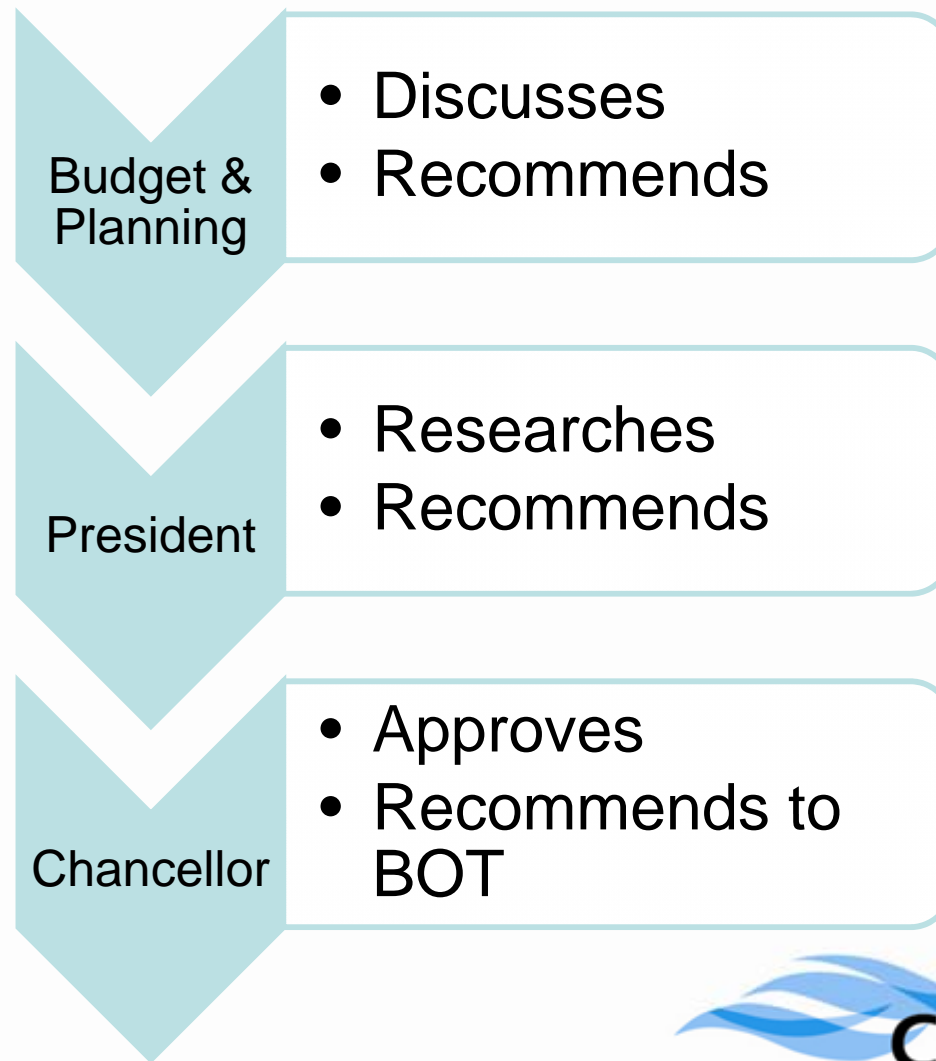 Budget &
Planning
• Discusses
• Recommends
President
• Researches
• Recommends
Chancellor
• Approves
• Recommends to
BOT